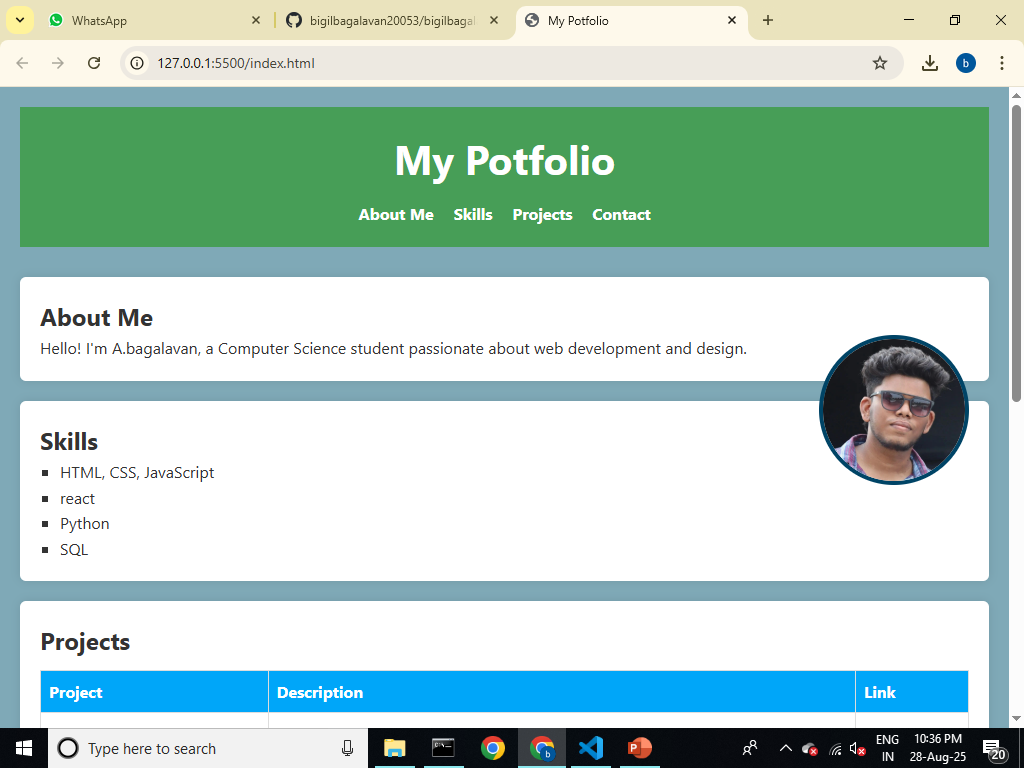 WhatsApp
bigilbagalavan20053/bigilbaga
My Potfolio
127.0.0.1:5500/index.html
b
My Potfolio
About Me Skills Projects Contact
About Me
Hello! I'm A.bagalavan, a Computer Science student passionate about web development and design.
Skills
HTML, CSS, JavaScript
react
Python
SQL
Projects
Project Description Link
Type here to search
ENG
IN
10:36 PM
28-Aug-25
20